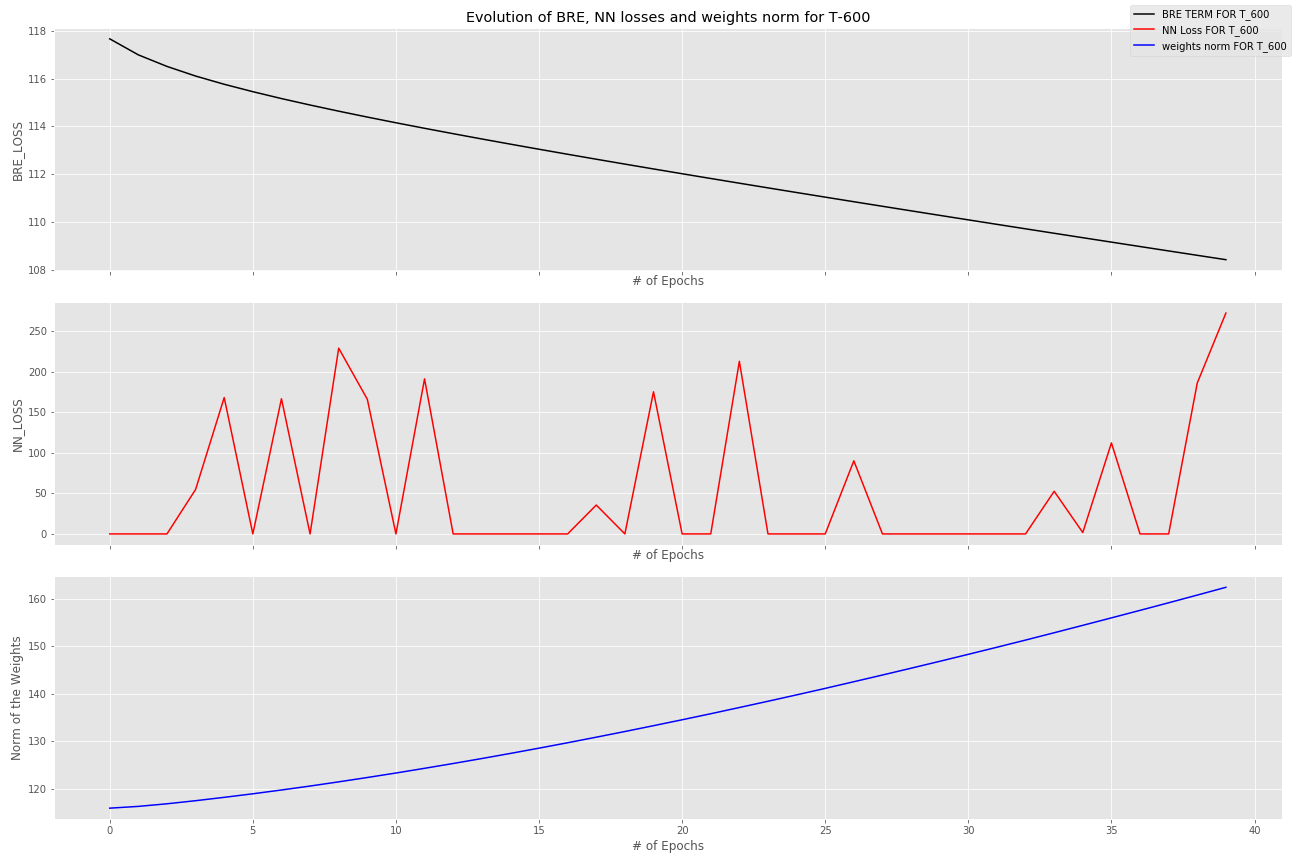 Evolution of BRE, NN losses and weights norm for T-600
BRE TERM FOR T_600
NN Loss FOR T_600
weights norm FOR T_600
118
116
114
112
110
108
BRE_LOSS
# of Epochs
250
200
150
100
50
0
NN_LOSS
# of Epochs
160
150
140
130
120
Norm of the Weights
0 5 10 15 20 25 30 35 40
# of Epochs